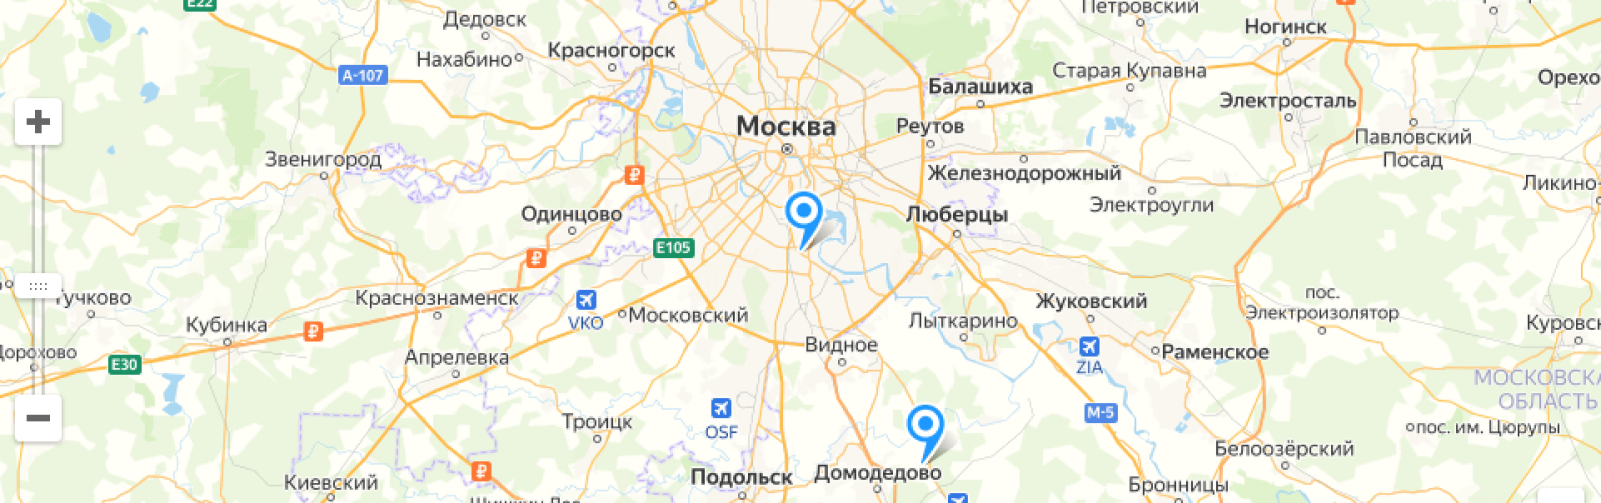 E22
Дедовск
Петровский
Ногинск
Нахабино
Красногорск
A-107
Балашиха
Старая Купавна
Орехо
Электросталь
Москва
Реутов
Павловский
Посад
Звенигород
Железнодорожный
Ликино-
Одинцово
Люберцы
Электроугли
E105
Тучково
Краснознаменск
VKO
Московский
Жуковский
пос.
Электроизолятор
Кубинка
Лыткарино
Куровск
Дорохово
E30
Апрелевка
Видное
ZIA
Раменское
МОСКОВСКА
ОБЛАСТЬ
OSF
Троицк
M-5
пос. им. Цюрупы
Белоозёрский
Киевский
Подольск
Домодедово
Бронницы